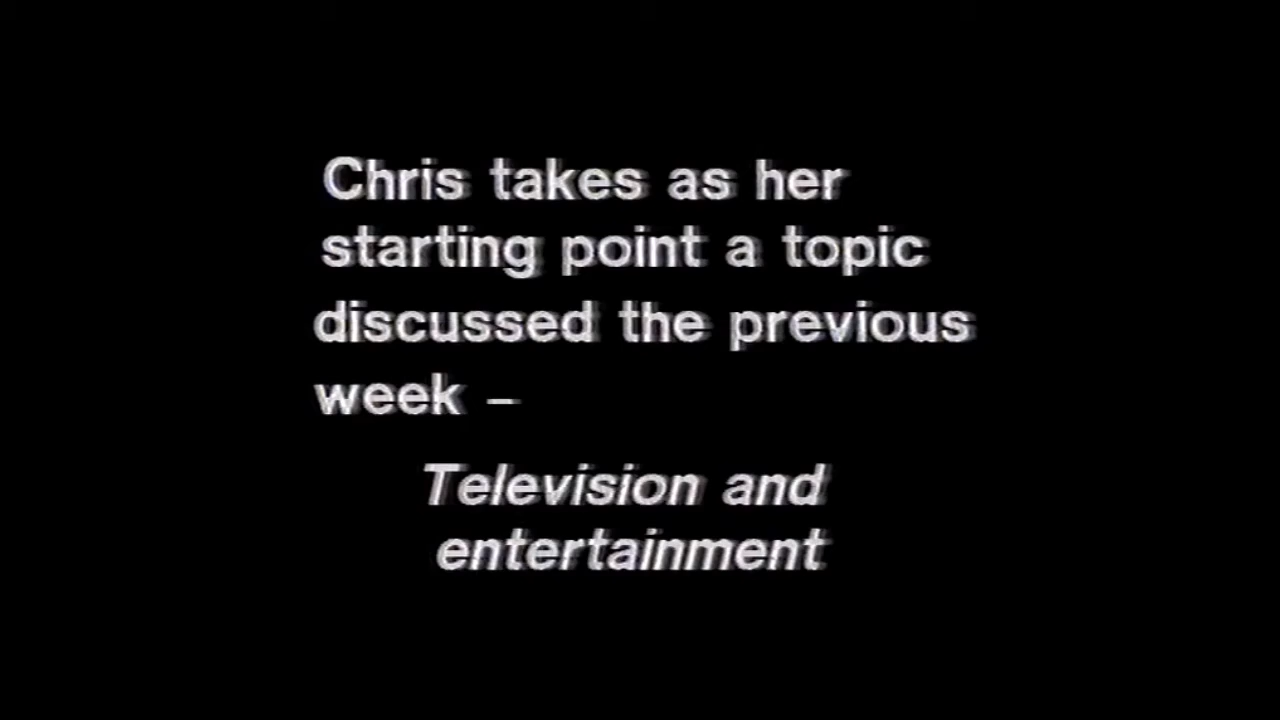 Chris takes as her
starting point a topic
discussed the previous
week –
Television and
entertainment